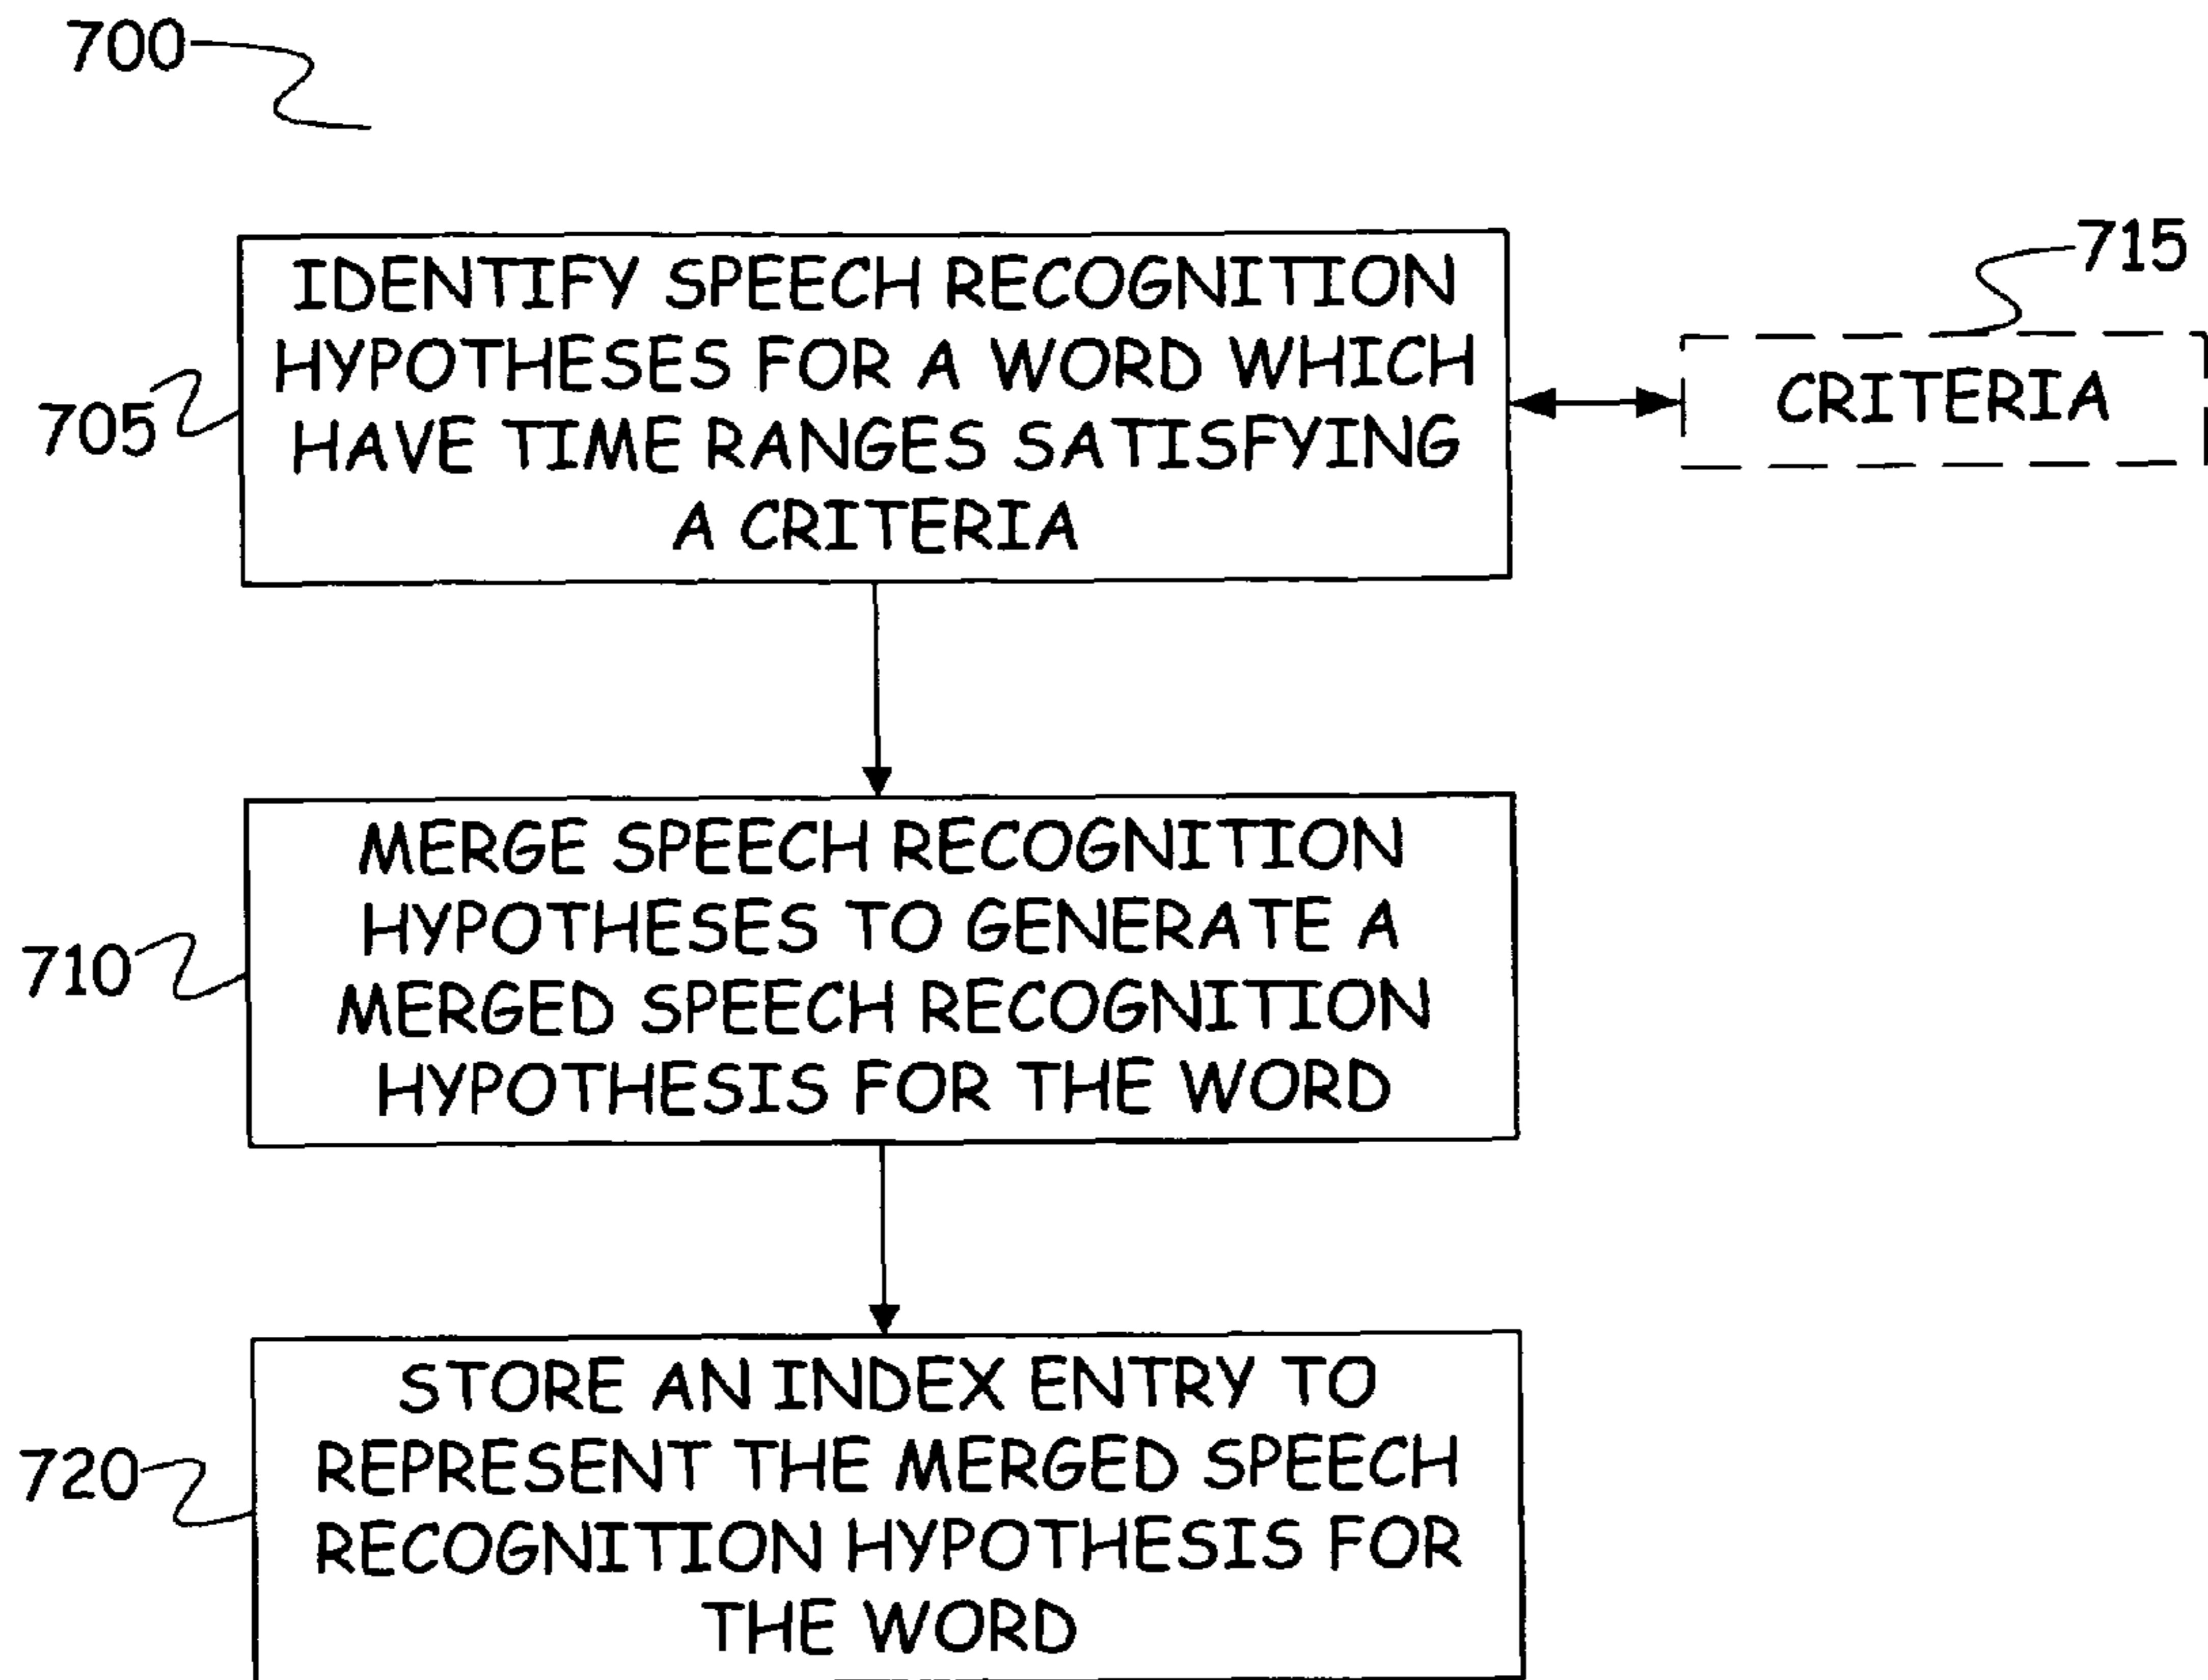 700
IDENTIFY SPEECH RECOGNITION
HYPOTHESES FOR A WORD WHICH
HAVE TIME RANGES SATISFYING
A CRITERIA
705
715
CRITERIA
MERGE SPEECH RECOGNITION
HYPOTHESES TO GENERATE A
MERGED SPEECH RECOGNITION
HYPOTHESIS FOR THE WORD
710
STORE AN INDEX ENTRY TO
REPRESENT THE MERGED SPEECH
RECOGNITION HYPOTHESIS FOR
THE WORD
720